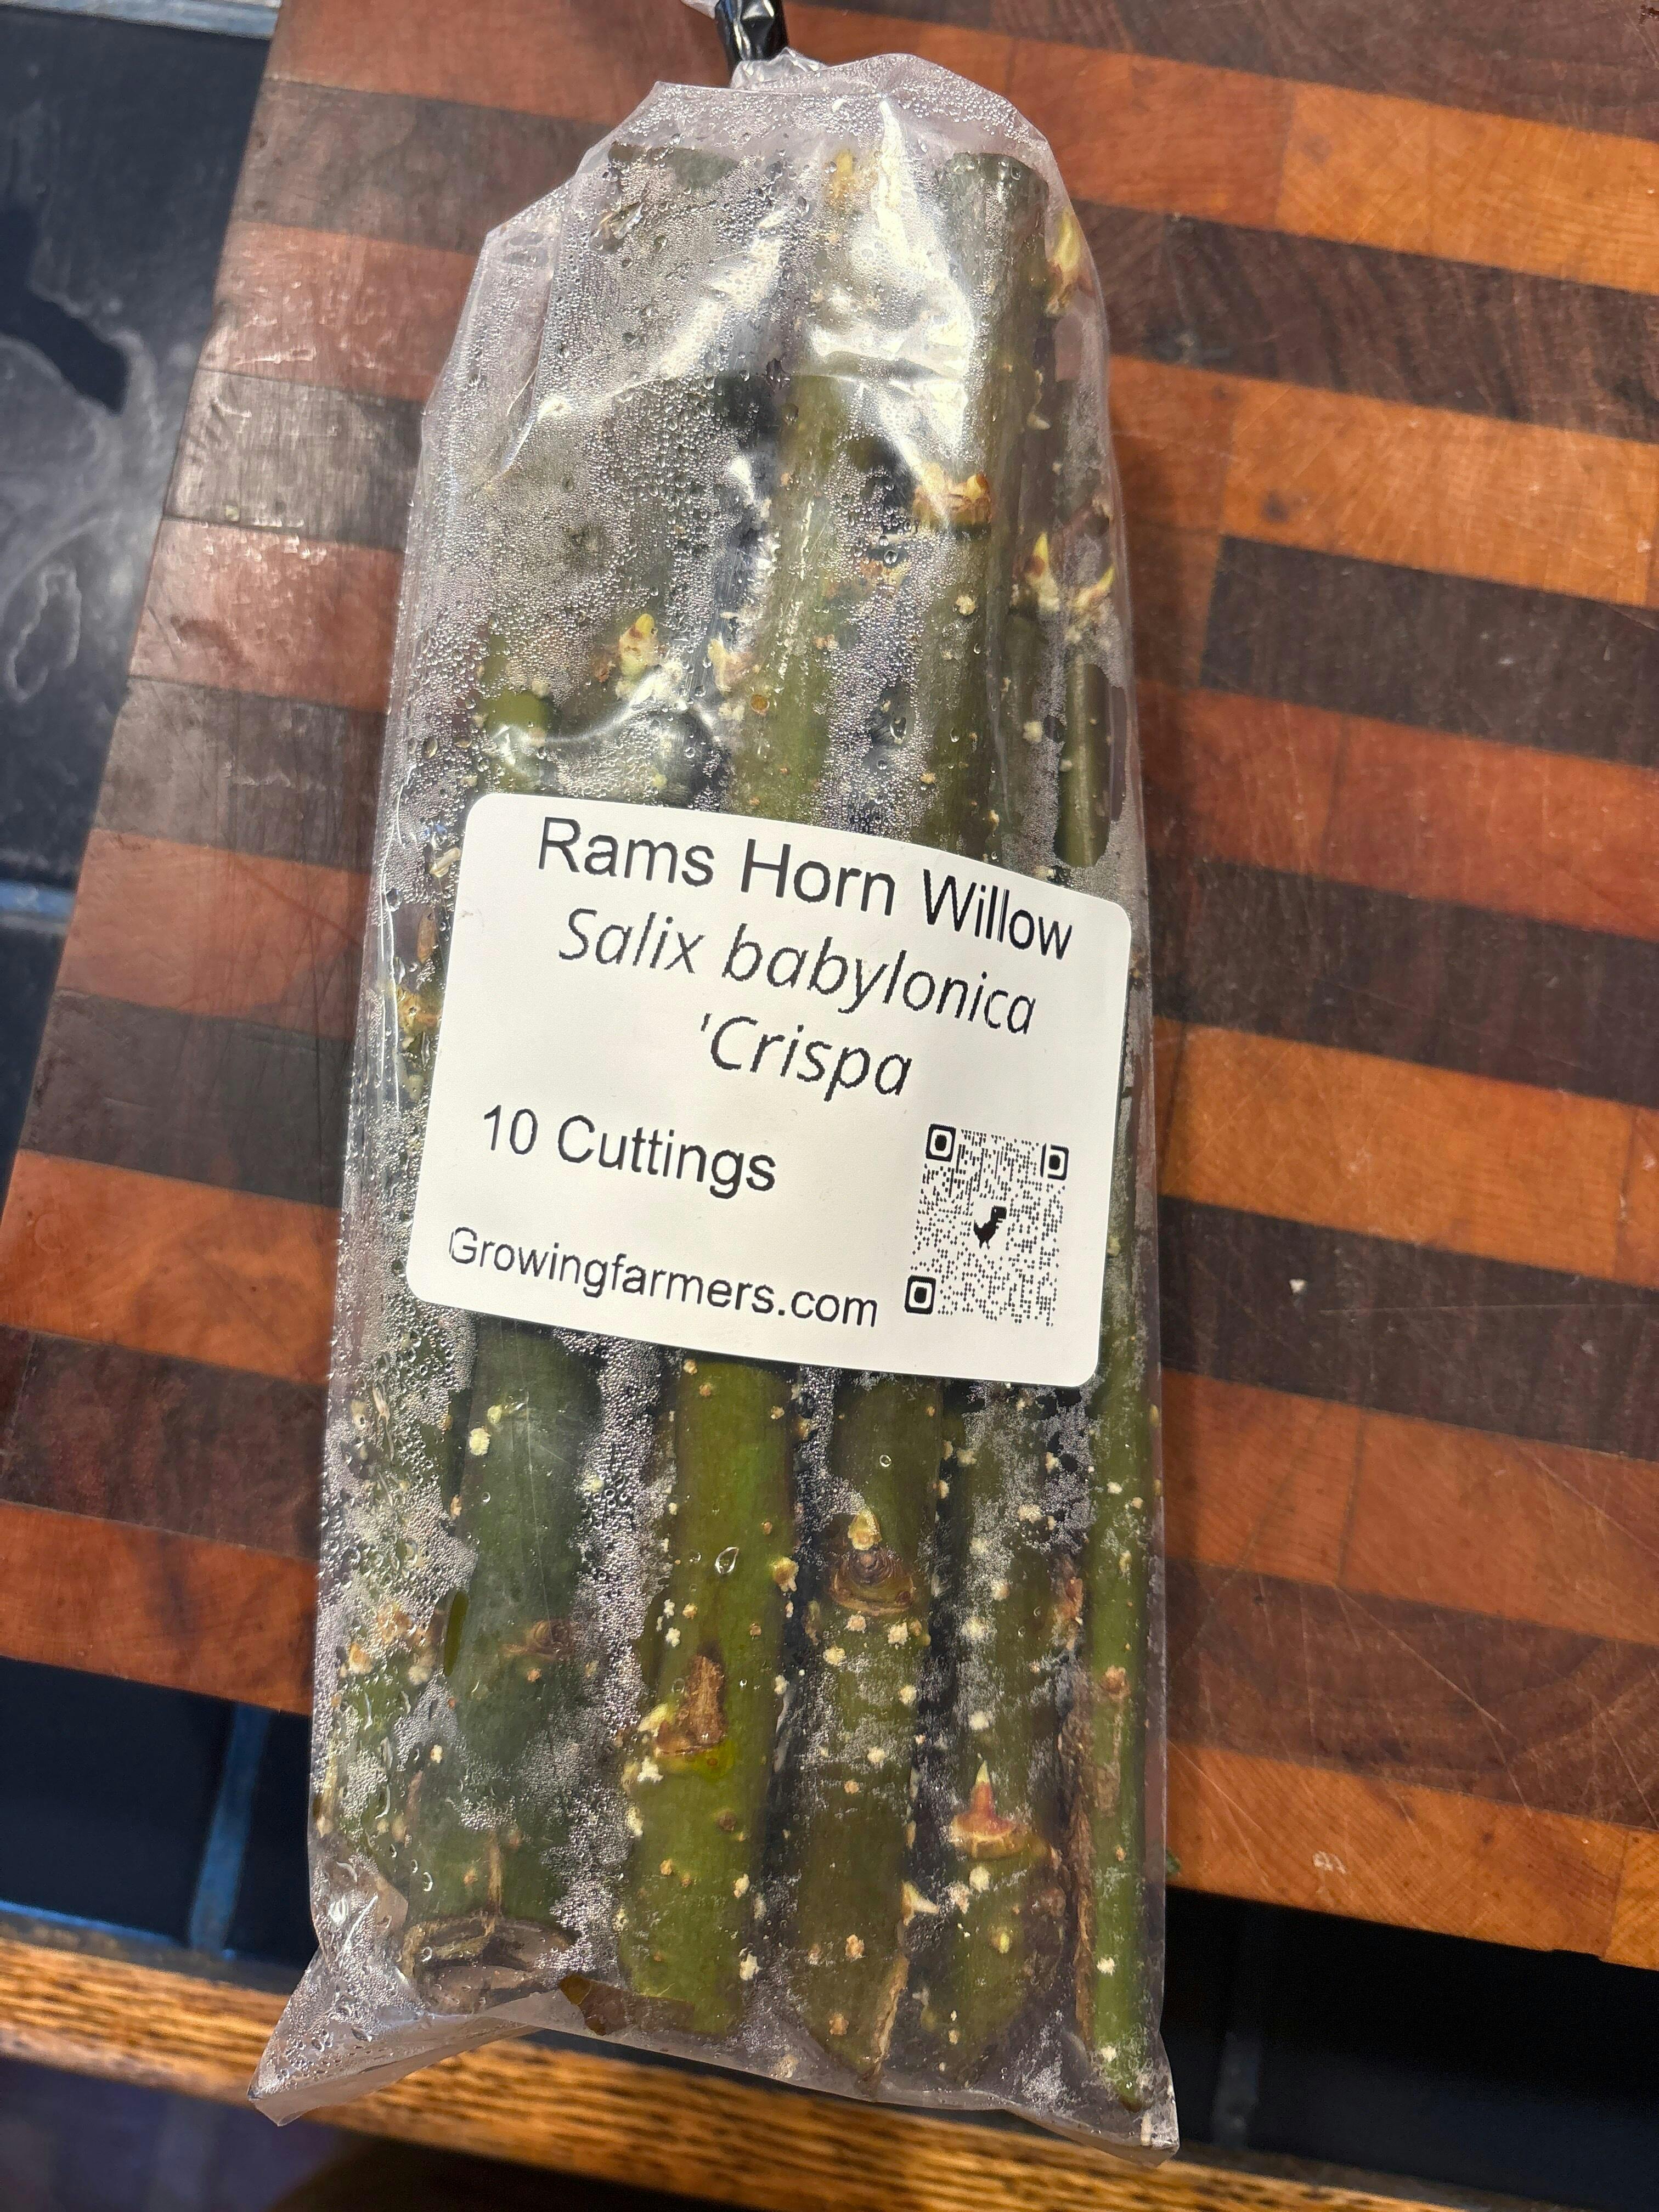 Rams Horn Willow
Salix babylonica
'Crispa
10 Cuttings
Growingfarmers.com